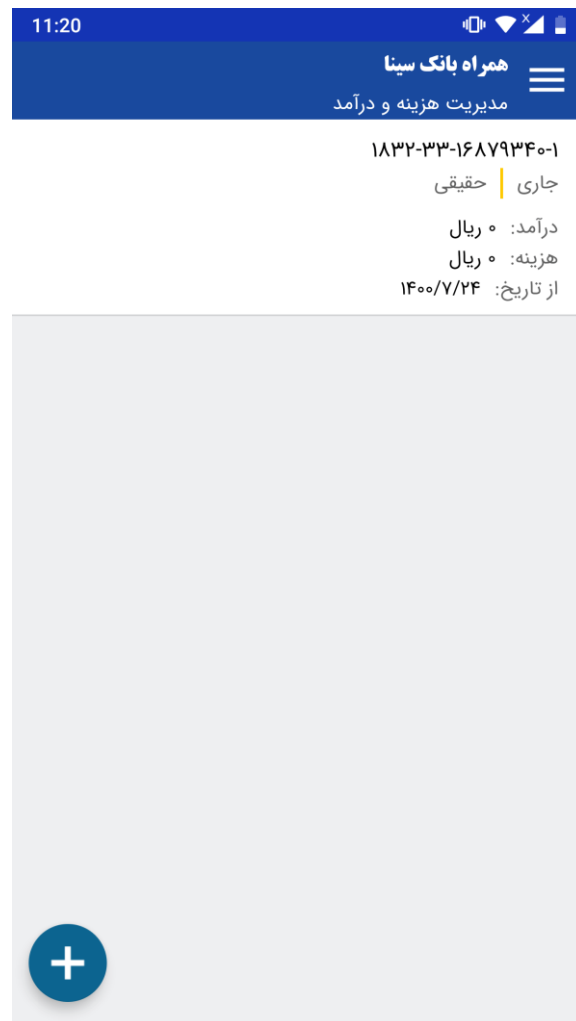 11:20
همراه بانک سینا
مدیریت هزینه و درآمد
۱۸۳۲-۳۳-۱۶۸۷۹۳۴۰-۱
جاری | حقیقی
درآمد: ۰ ریال
هزینه: ۰ ریال
از تاریخ: ۱۴۰۰/۷/۲۴